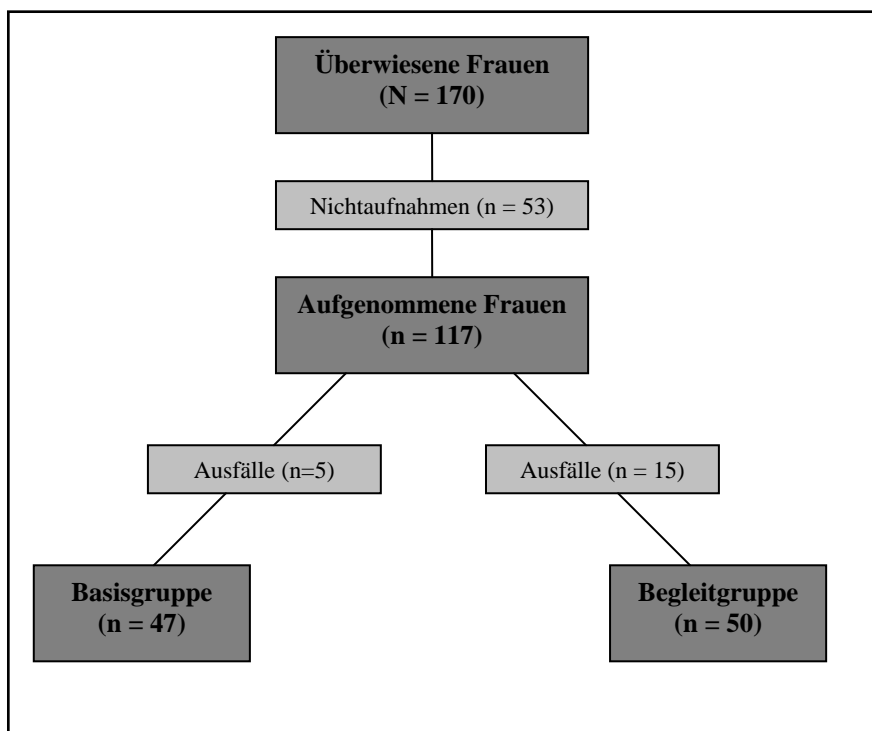 Überwiesene Frauen
(N = 170)
Nichtaufnahmen (n = 53)
Aufgenommene Frauen
(n = 117)
Ausfälle (n=5)
Ausfälle (n = 15)
Basisgruppe
(n = 47)
Begleitgruppe
(n = 50)